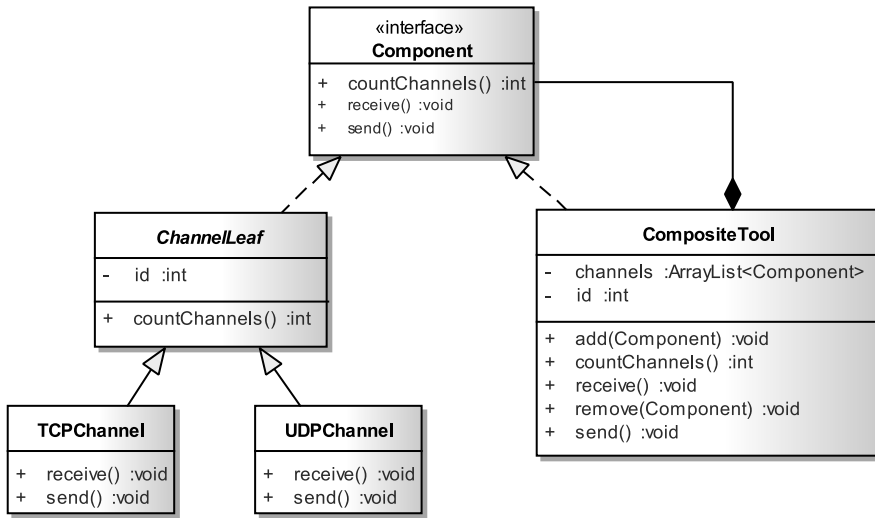 «interface»
Component
+ countChannels() :int
+ receive() :void
+ send() :void
ChannelLeaf
- id :int
+ countChannels() :int
CompositeTool
- channels :ArrayList<Component>
- id :int
+ add(Component) :void
+ countChannels() :int
+ receive() :void
+ remove(Component) :void
+ send() :void
TCPChannel
+ receive() :void
+ send() :void
UDPChannel
+ receive() :void
+ send() :void